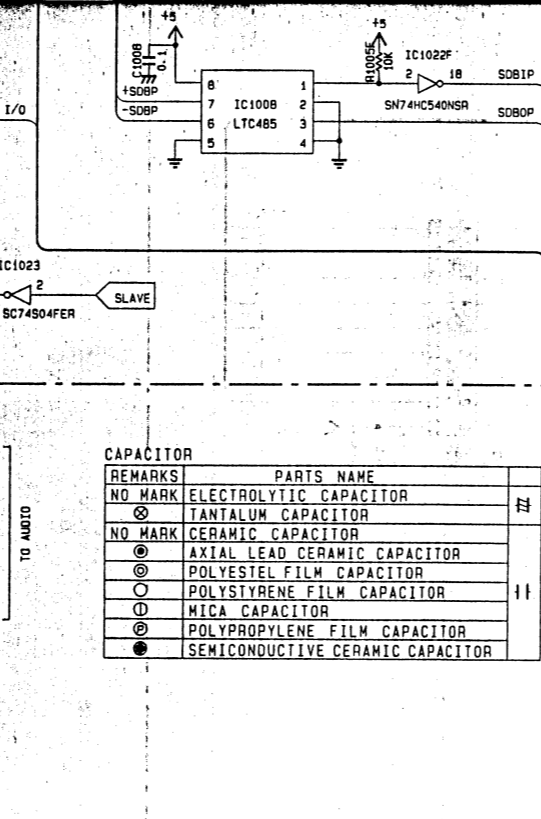 +5
+5
C1008
0.1
R1005F
10K
IC1022F
2
18
SDBIP
SN74HC540NSR
I/O
+SDBP
-SDBP
8
7
6
5
IC1008
LTC485
1
2
3
4
SDBOP
IC1023
2
SLAVE
SC74S04FER
TO AUDIO
CAPACITOR
REMARKS PARTS NAME
NO MARK ELECTROLYTIC CAPACITOR
TANTALUM CAPACITOR
NO MARK CERAMIC CAPACITOR
AXIAL LEAD CERAMIC CAPACITOR
POLYESTEL FILM CAPACITOR
POLYSTYRENE FILM CAPACITOR
MICA CAPACITOR
P POLYPROPYLENE FILM CAPACITOR
SEMICONDUCTIVE CERAMIC CAPACITOR